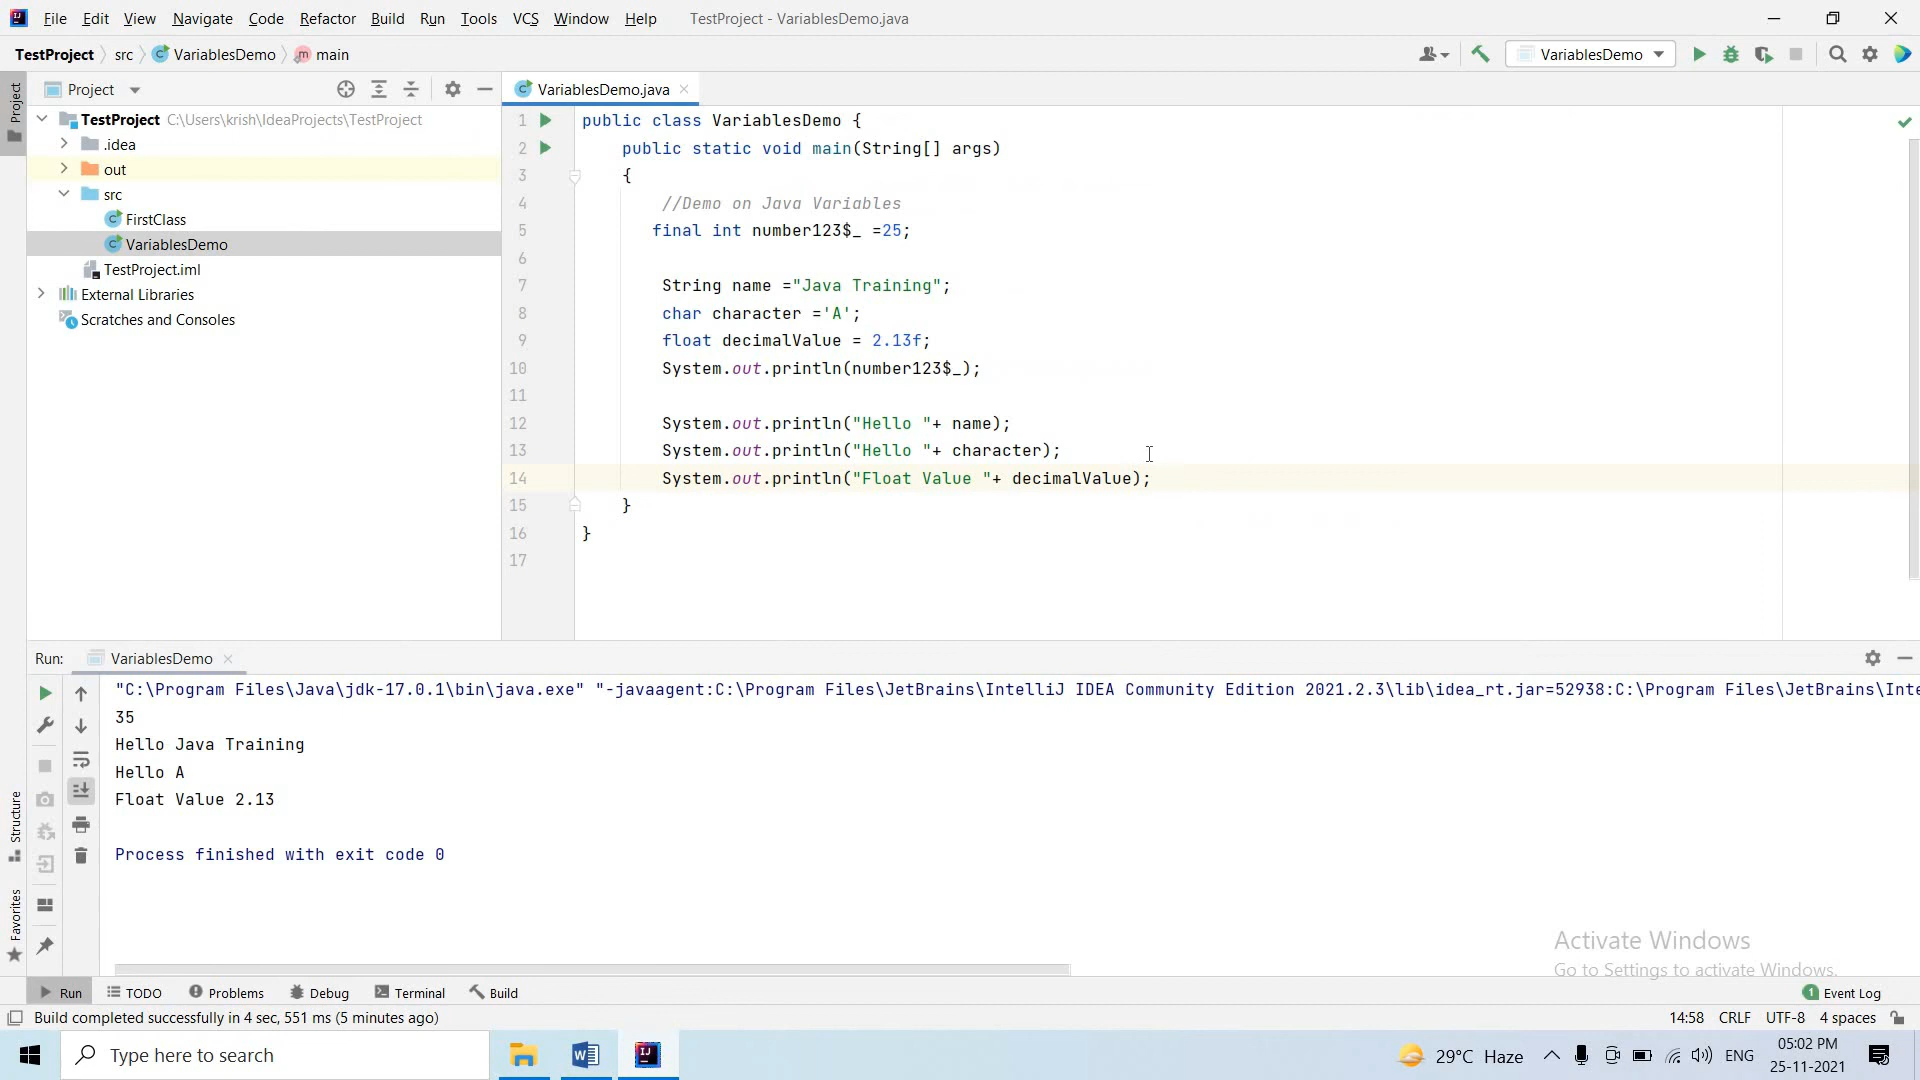 File Edit View Navigate Code Refactor Build Run Tools VCS Window Help TestProject - VariablesDemo.java
TestProject src VariablesDemo main VariablesDemo
Project
Project
TestProject C:\Users\krish\IdeaProjects\TestProject
.idea
out
src
FirstClass
VariablesDemo
TestProject.iml
External Libraries
Scratches and Consoles
VariablesDemo.java
1 public class VariablesDemo {
2 public static void main(String[] args)
3 {
4 //Demo on Java Variables
5 final int number123$_ =25;
6
7 String name ="Java Training";
8 char character ='A';
9 float decimalValue = 2.13f;
10 System.out.println(number123$_);
11
12 System.out.println("Hello "+ name);
13 System.out.println("Hello "+ character);
14 System.out.println("Float Value "+ decimalValue);
15 }
16 }
17
Run: VariablesDemo
"C:\Program Files\Java\jdk-17.0.1\bin\java.exe" "-javaagent:C:\Program Files\JetBrains\IntelliJ IDEA Community Edition 2021.2.3\lib\idea_rt.jar=52938:C:\Program Files\JetBrains\Inte
35
Hello Java Training
Hello A
Float Value 2.13
Process finished with exit code 0
Structure
Favorites
Activate Windows
Go to Settings to activate Windows.
Run TODO Problems Debug Terminal Build 1 Event Log
Build completed successfully in 4 sec, 551 ms (5 minutes ago) 14:58 CRLF UTF-8 4 spaces
Type here to search 29°C Haze ENG 05:02 PM
25-11-2021